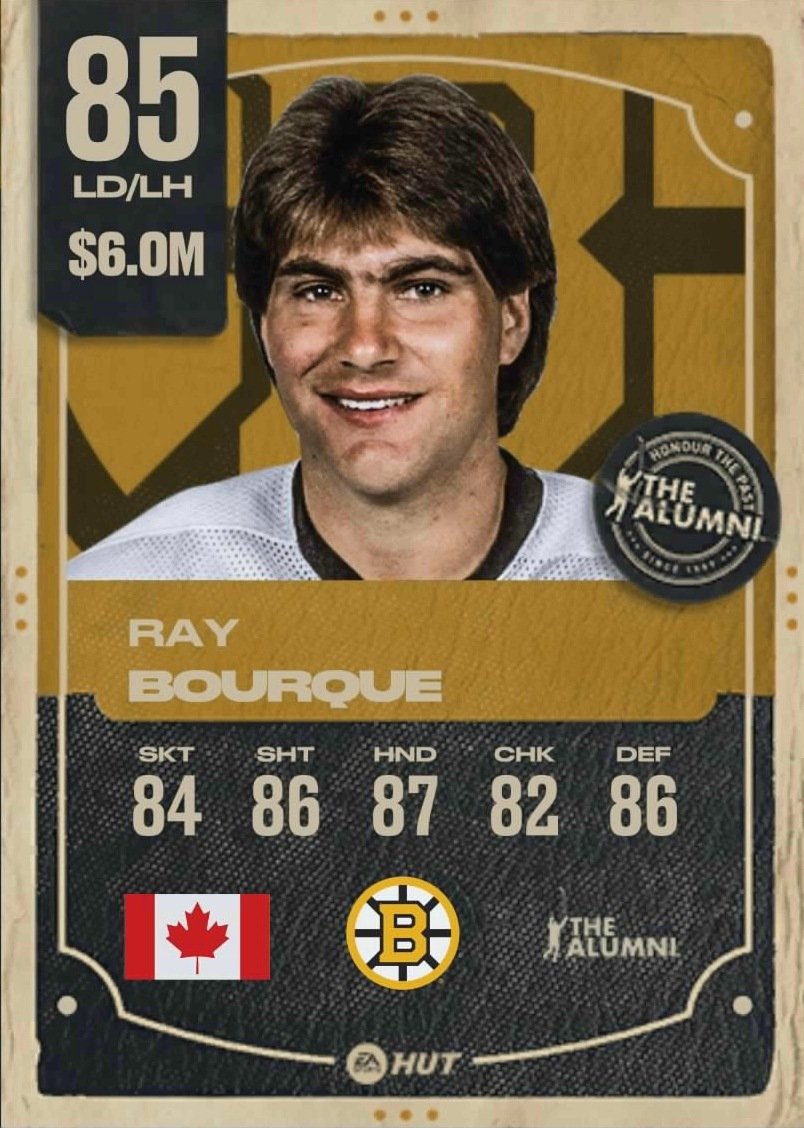 85
LD/LH
$6.0M
HONOUR THE PAST
THE
ALUMNI
RAY
BOURQUE
SKT SHT HND CHK DEF
84 86 87 82 86
B
THE
ALUMNI
EA
HUT